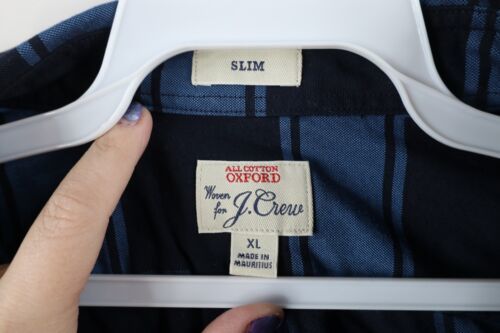 SLIM
ALL COTTON
OXFORD
Woven
for J.Crew
XL
MADE IN
MAURITIUS